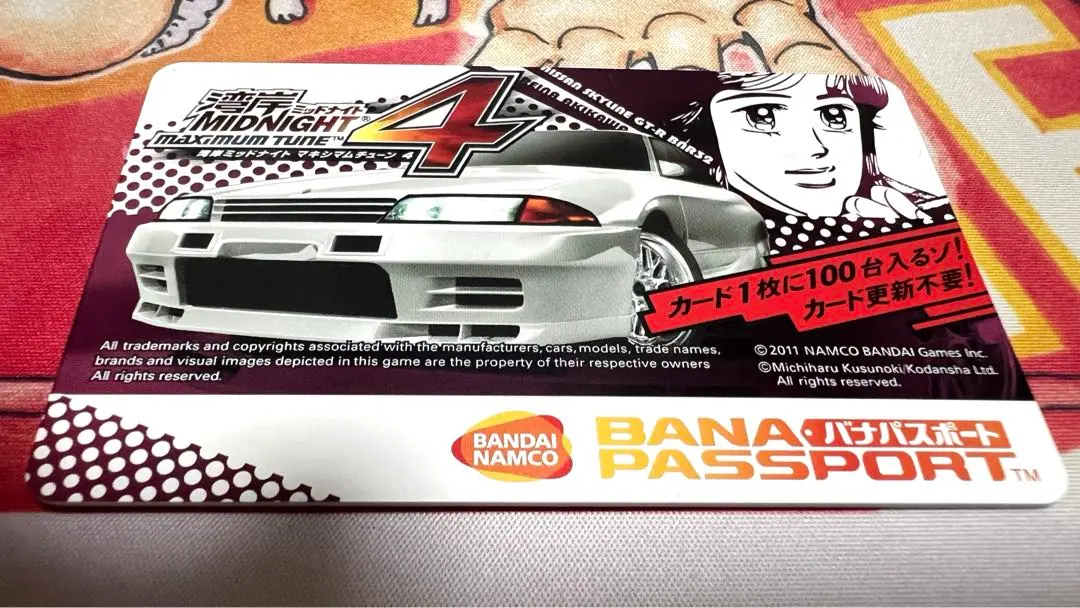 湾岸 ミッドナイト
MIDNIGHT®
MAXIMUM TUNE™ 4
湾岸ミッドナイト マキシマムチューン 4
NISSAN SKYLINE GT-R BNR32
REINA AKIKAWA
カード1枚に100台入るゾ!
カード更新不要!
All trademarks and copyrights associated with the manufacturers, cars, models, trade names,
brands and visual images depicted in this game are the property of their respective owners
All rights reserved.
©2011 NAMCO BANDAI Games Inc.
©Michiharu Kusunoki/Kodansha Ltd.
All rights reserved.
BANDAI
NAMCO
BANA・バナパスポート
PASSPORT™